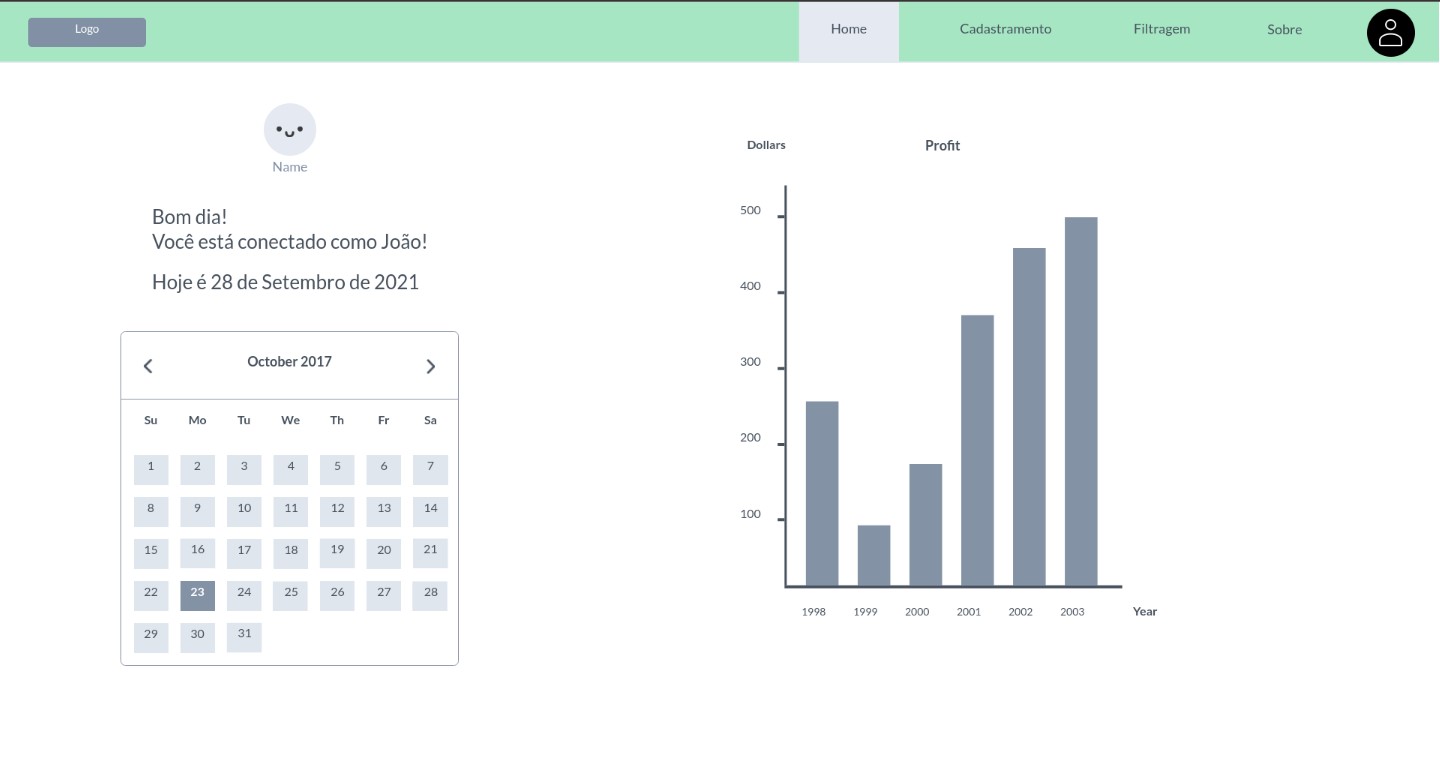 Logo
Home Cadastramento Filtragem Sobre
Name
Bom dia!
Você está conectado como João!
Hoje é 28 de Setembro de 2021
October 2017
Su Mo Tu We Th Fr Sa
1 2 3 4 5 6 7
8 9 10 11 12 13 14
15 16 17 18 19 20 21
22 23 24 25 26 27 28
29 30 31
Dollars Profit
500
400
300
200
100
1998 1999 2000 2001 2002 2003 Year